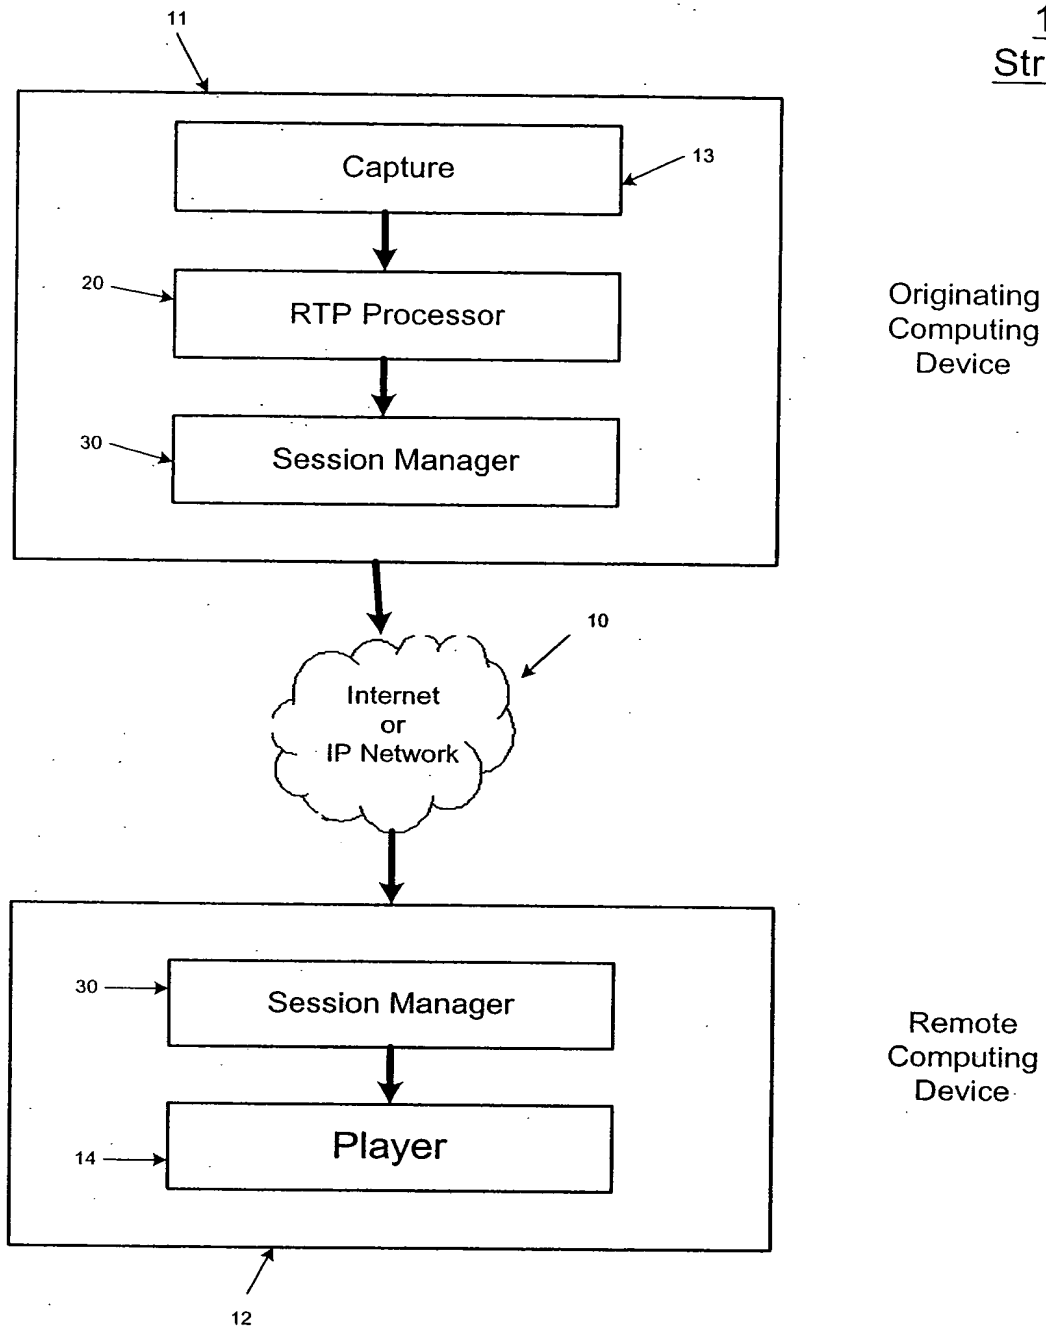 11
Capture
13
20
RTP Processor
Originating
Computing
Device
30
Session Manager
10
Internet
or
IP Network
30
Session Manager
Remote
Computing
Device
14
Player
12